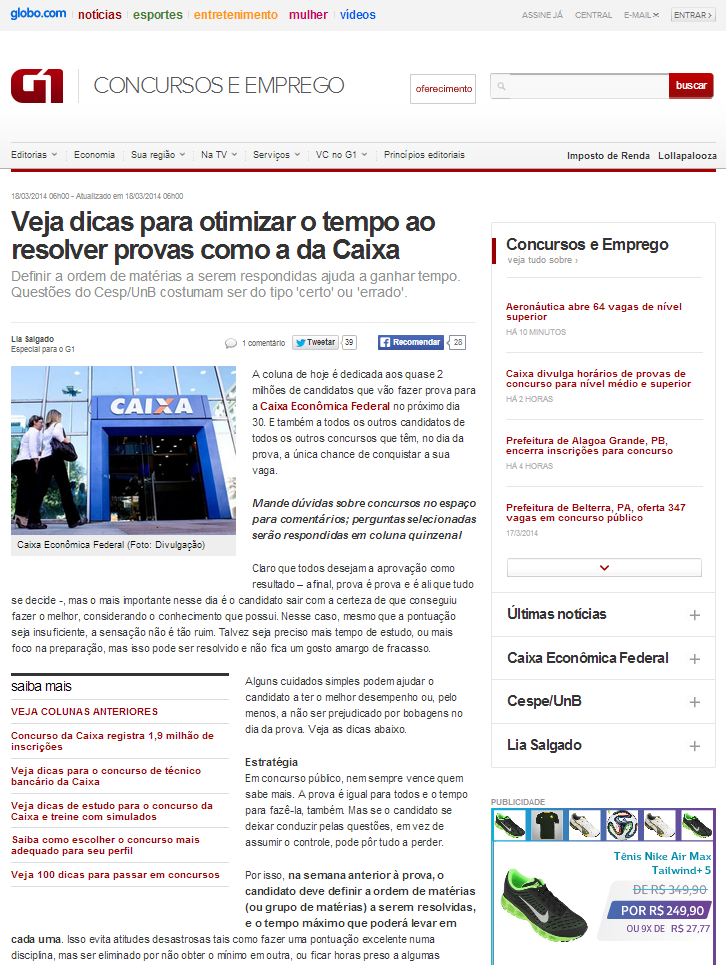 globo.com notícias esportes entretenimento mulher vídeos ASSINE JÁ CENTRAL E-MAIL ENTRAR ›
G1 CONCURSOS E EMPREGO oferecimento buscar
Editorias Economia Sua região Na TV Serviços VC no G1 Princípios editoriais Imposto de Renda Lollapalooza
18/03/2014 06h00 - Atualizado em 18/03/2014 06h00
Veja dicas para otimizar o tempo ao
resolver provas como a da Caixa
Definir a ordem de matérias a serem respondidas ajuda a ganhar tempo.
Questões do Cesp/UnB costumam ser do tipo 'certo' ou 'errado'.
Lia Salgado
Especial para o G1
1 comentário Tweetar 39 Recomendar 28
CAIXA
Caixa Econômica Federal (Foto: Divulgação)
A coluna de hoje é dedicada aos quase 2
milhões de candidatos que vão fazer prova para
a Caixa Econômica Federal no próximo dia
30. E também a todos os outros candidatos de
todos os outros concursos que têm, no dia da
prova, a única chance de conquistar a sua
vaga.
Mande dúvidas sobre concursos no espaço
para comentários; perguntas selecionadas
serão respondidas em coluna quinzenal
Claro que todos desejam a aprovação como
resultado – afinal, prova é prova e é ali que tudo
se decide -, mas o mais importante nesse dia é o candidato sair com a certeza de que conseguiu
fazer o melhor, considerando o conhecimento que possui. Nesse caso, mesmo que a pontuação
seja insuficiente, a sensação não é tão ruim. Talvez seja preciso mais tempo de estudo, ou mais
foco na preparação, mas isso pode ser resolvido e não fica um gosto amargo de fracasso.
saiba mais
VEJA COLUNAS ANTERIORES
Concurso da Caixa registra 1,9 milhão de
inscrições
Veja dicas para o concurso de técnico
bancário da Caixa
Veja dicas de estudo para o concurso da
Caixa e treine com simulados
Saiba como escolher o concurso mais
adequado para seu perfil
Veja 100 dicas para passar em concursos
Alguns cuidados simples podem ajudar o
candidato a ter o melhor desempenho ou, pelo
menos, a não ser prejudicado por bobagens no
dia da prova. Veja as dicas abaixo.
Estratégia
Em concurso público, nem sempre vence quem
sabe mais. A prova é igual para todos e o tempo
para fazê-la, também. Mas se o candidato se
deixar conduzir pelas questões, em vez de
assumir o controle, pode pôr tudo a perder.
Por isso, na semana anterior à prova, o
candidato deve definir a ordem de matérias
(ou grupo de matérias) a serem resolvidas,
e o tempo máximo que poderá levar em
cada uma. Isso evita atitudes desastrosas tais como fazer uma pontuação excelente numa
disciplina, mas ser eliminado por não obter o mínimo em outra, ou ficar horas preso a algumas
Concursos e Emprego
veja tudo sobre ›
Aeronáutica abre 64 vagas de nível
superior
HÁ 10 MINUTOS
Caixa divulga horários de provas de
concurso para nível médio e superior
HÁ 2 HORAS
Prefeitura de Alagoa Grande, PB,
encerra inscrições para concurso
HÁ 4 HORAS
Prefeitura de Belterra, PA, oferta 347
vagas em concurso público
17/3/2014
Últimas notícias +
Caixa Econômica Federal +
Cespe/UnB +
Lia Salgado +
PUBLICIDADE
Tênis Nike Air Max
Tailwind+ 5
DE R$ 349,90
POR R$ 249,90
OU 9X DE R$ 27,77